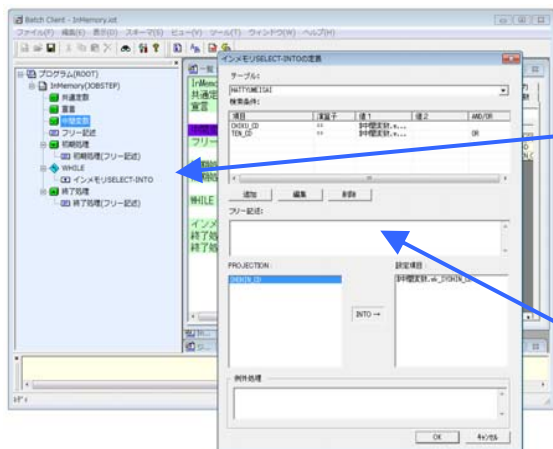 Batch Client - InMemory.iot
ファイル(F) 編集(E) 表示(D) スキーマ(S) ビュー(V) ツール(T) ウィンドウ(W) ヘルプ(H)
プログラム(ROOT)
InMemory(JOBSTEP)
共通定数
宣言
中間変数
フリー記述
初期処理
初期処理(フリー記述)
WHILE
インメモリSELECT-INTO
終了処理
終了処理(フリー記述)
インメモリSELECT-INTOの定義
テーブル:
HATTYUMEISAI
検索条件:
項目 演算子 値1 値2 AND/OR
CHIKU_CD
TEN_CD == OR
追加 編集 削除
フリー記述:
PROJECTION: 設定項目:
SHOHIN_CD
INTO→
例外処理
OK キャンセル